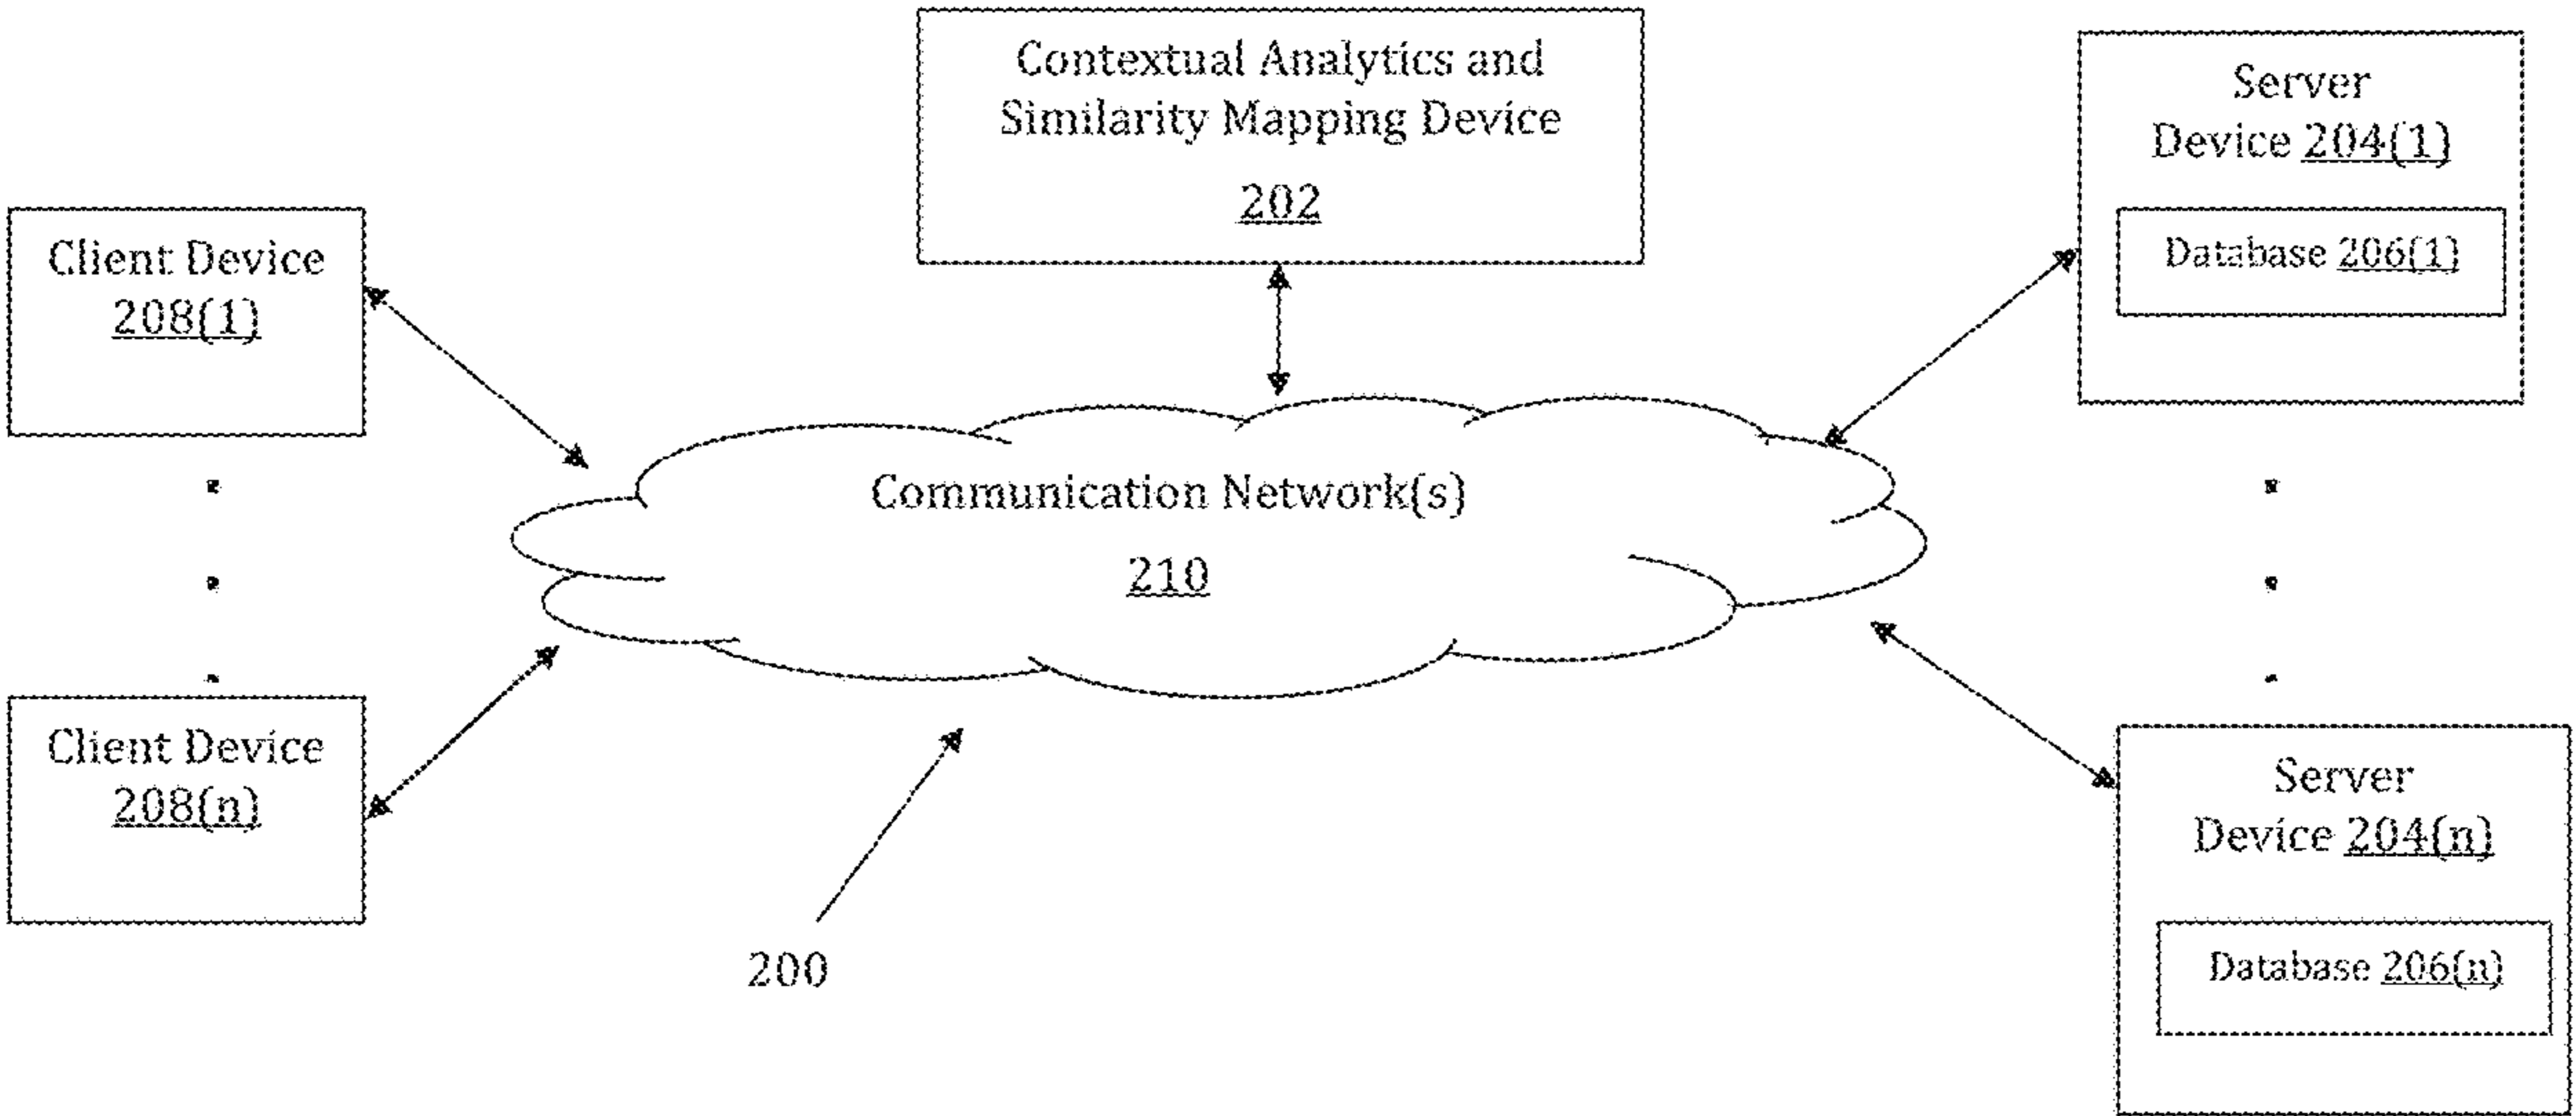 Contextual Analytics and
Similarity Mapping Device
202
Server
Device 204(1)
Database 206(1)
Client Device
208(1)
Communication Network(s)
210
Client Device
208(n)
Server
Device 204(n)
Database 206(n)
200